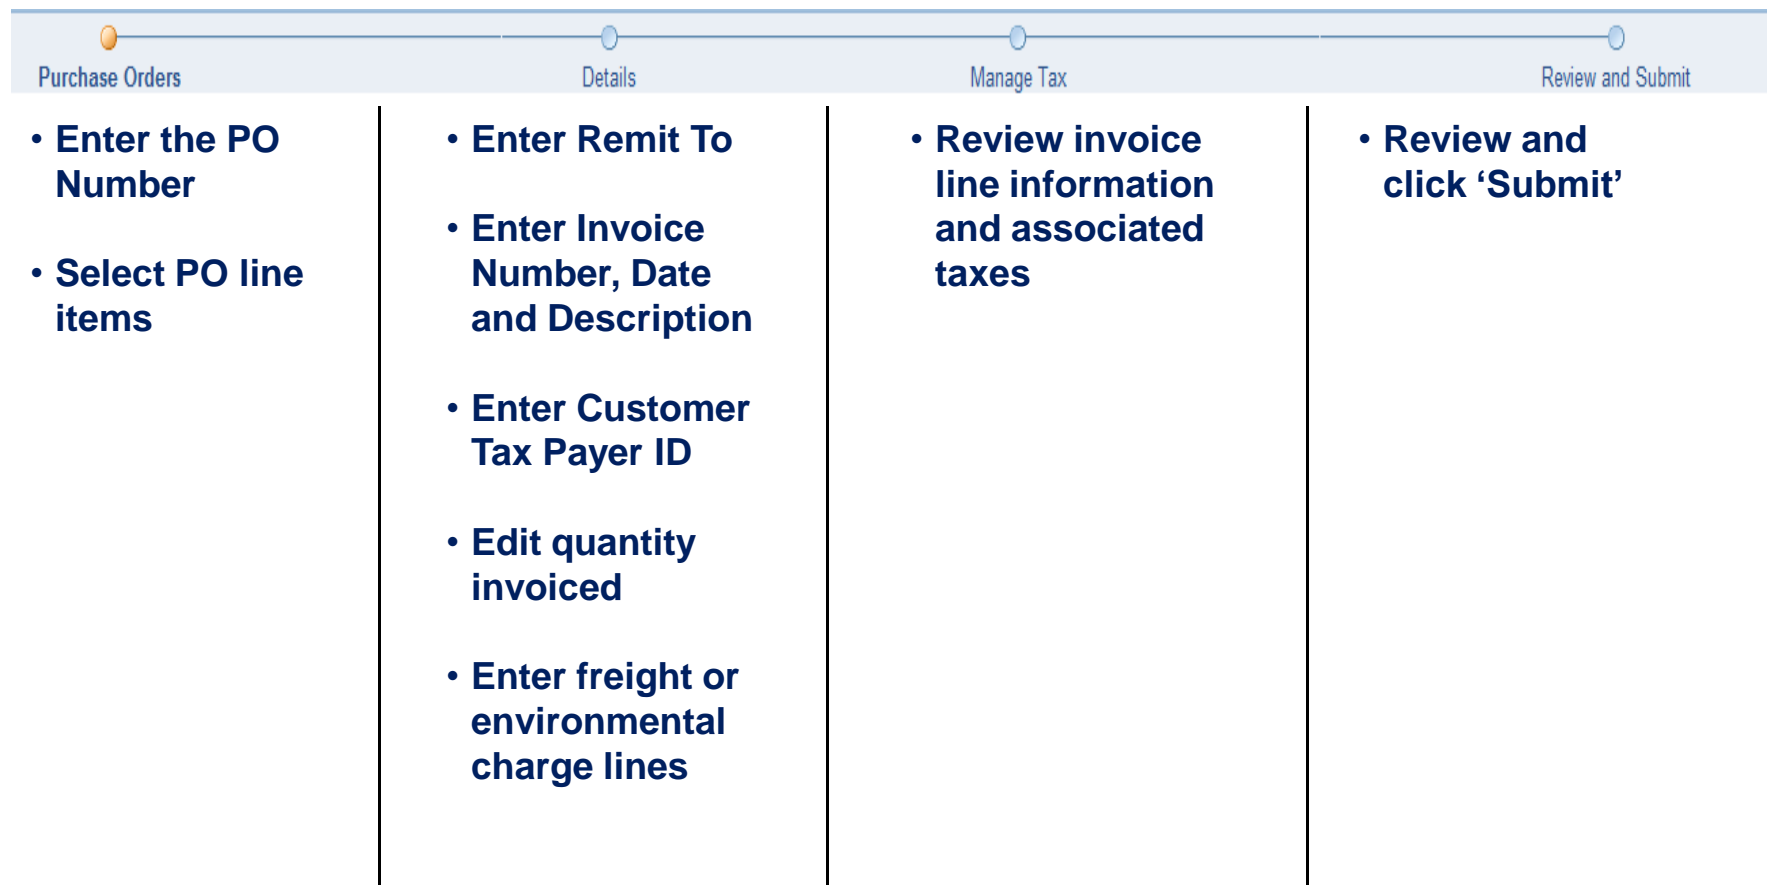 Purchase Orders
Details
Manage Tax
Review and Submit
• Enter the PO
Number
• Select PO line
items
• Enter Remit To
• Enter Invoice
Number, Date
and Description
• Enter Customer
Tax Payer ID
• Edit quantity
invoiced
• Enter freight or
environmental
charge lines
• Review invoice
line information
and associated
taxes
• Review and
click ‘Submit’